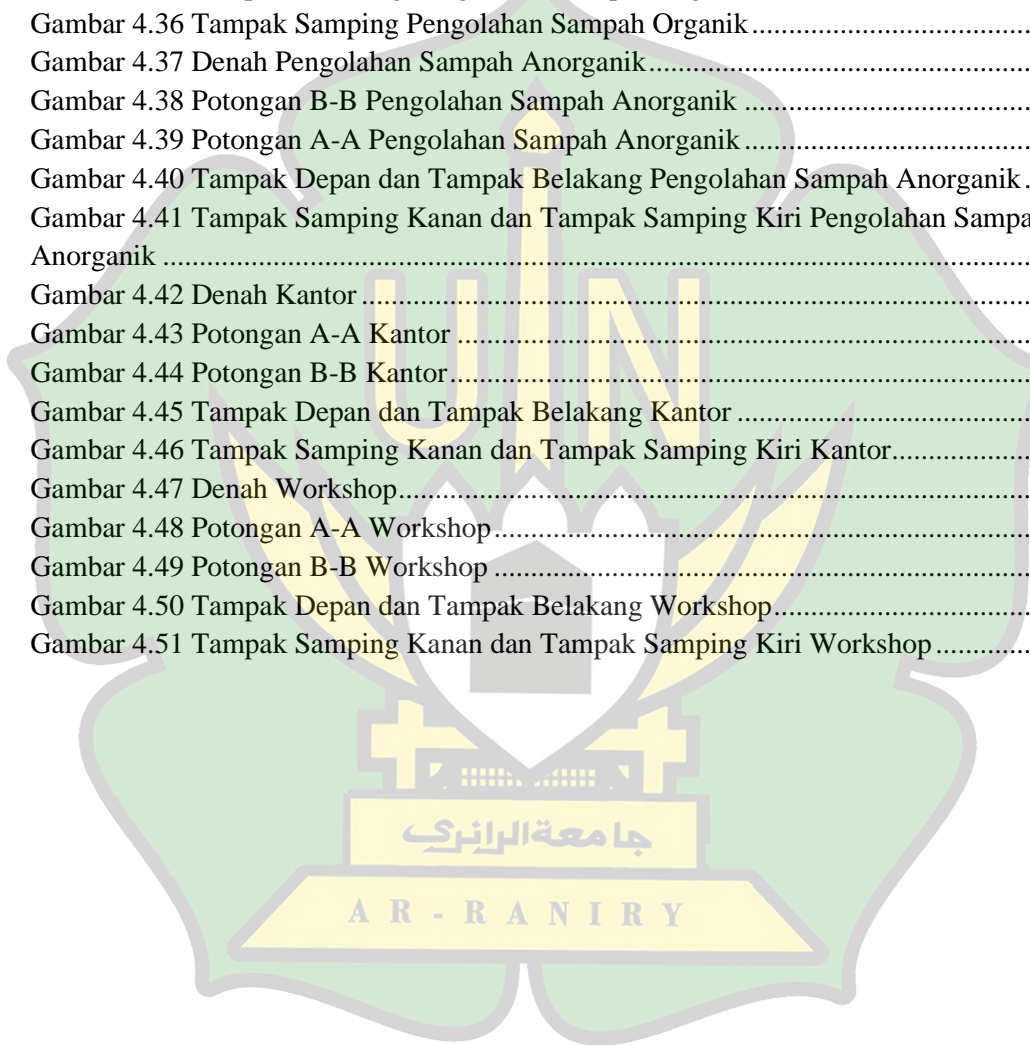 Gambar 4.36 Tampak Samping Pengolahan Sampah Organik
Gambar 4.37 Denah Pengolahan Sampah Anorganik
Gambar 4.38 Potongan B-B Pengolahan Sampah Anorganik
Gambar 4.39 Potongan A-A Pengolahan Sampah Anorganik
Gambar 4.40 Tampak Depan dan Tampak Belakang Pengolahan Sampah Anorganik
Gambar 4.41 Tampak Samping Kanan dan Tampak Samping Kiri Pengolahan Sampa
Anorganik
Gambar 4.42 Denah Kantor
Gambar 4.43 Potongan A-A Kantor
Gambar 4.44 Potongan B-B Kantor
Gambar 4.45 Tampak Depan dan Tampak Belakang Kantor
Gambar 4.46 Tampak Samping Kanan dan Tampak Samping Kiri Kantor
Gambar 4.47 Denah Workshop
Gambar 4.48 Potongan A-A Workshop
Gambar 4.49 Potongan B-B Workshop
Gambar 4.50 Tampak Depan dan Tampak Belakang Workshop
Gambar 4.51 Tampak Samping Kanan dan Tampak Samping Kiri Workshop
UIN
جامعةالرانري
AR-RANIRY